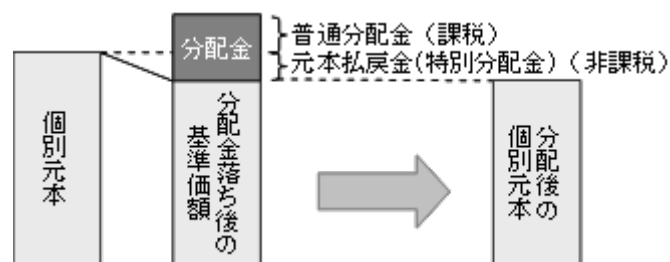 分配金
普通分配金（課税）
元本払戻金(特別分配金)（非課税）
個別元本
分配金落ち後の
基準価額
分配後の
個別元本